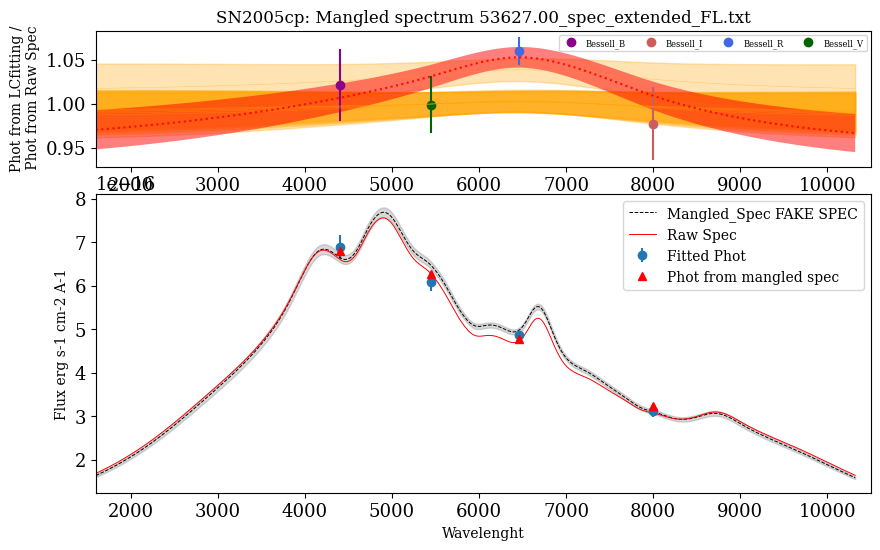 SN2005cp: Mangled spectrum 53627.00_spec_extended_FL.txt
Phot from LCfitting /
Phot from Raw Spec
1.05
1.00
0.95
Bessell_B
Bessell_I
Bessell_R
Bessell_V
2000 3000 4000 5000 6000 7000 8000 9000 10000
1e−16
Flux erg s-1 cm-2 A-1
8
7
6
5
4
3
2
Mangled_Spec FAKE SPEC
Raw Spec
Fitted Phot
Phot from mangled spec
2000 3000 4000 5000 6000 7000 8000 9000 10000
Wavelenght